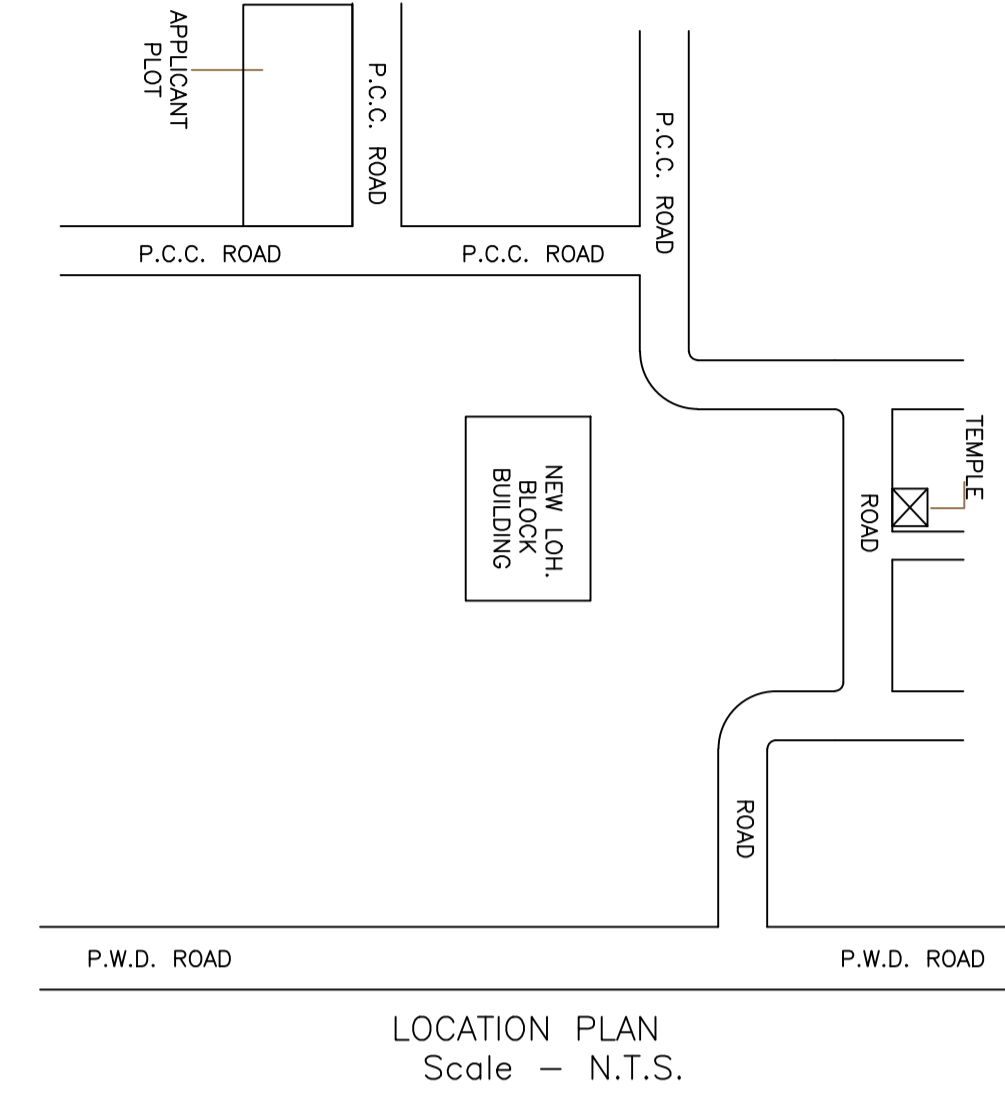 APPLICANT
PLOT
P.C.C. ROAD
P.C.C. ROAD
P.C.C. ROAD
P.C.C. ROAD
TEMPLE
NEW LOH.
BLOCK
BUILDING
ROAD
ROAD
P.W.D. ROAD
P.W.D. ROAD
LOCATION PLAN
Scale - N.T.S.